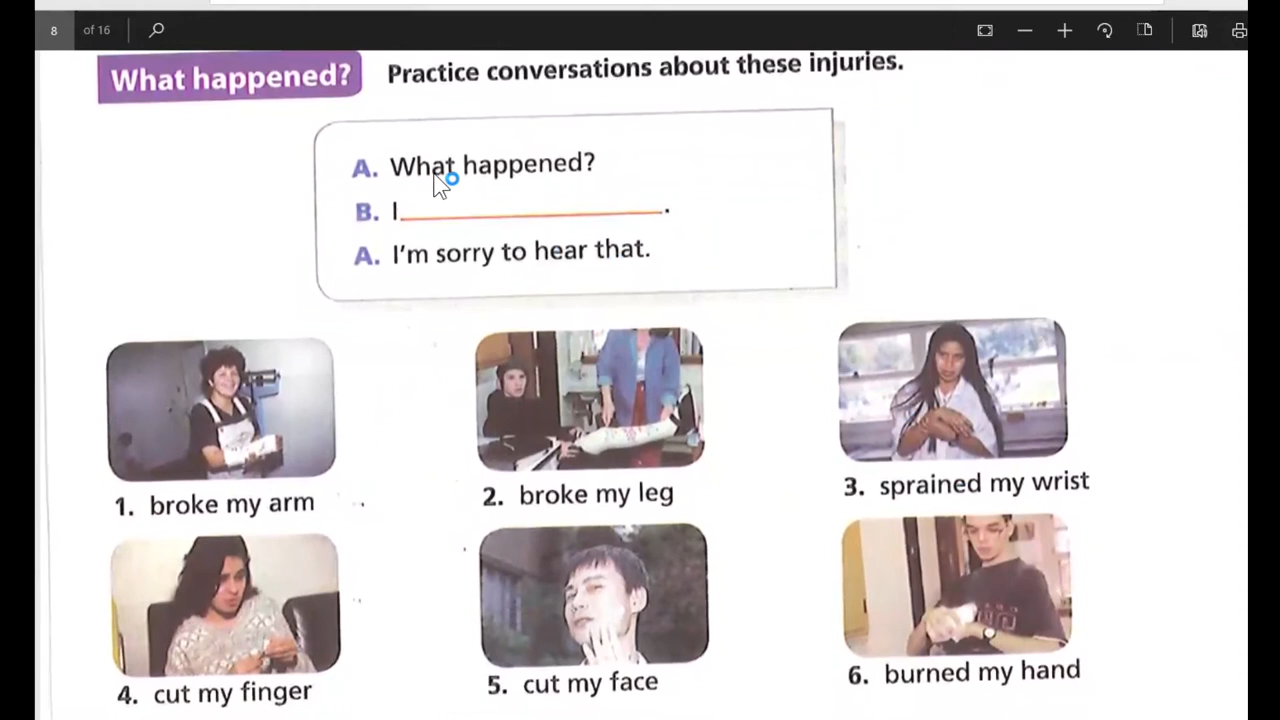 8 of 16
What happened? Practice conversations about these injuries.
A. What happened?
B. I .
A. I'm sorry to hear that.
1. broke my arm
2. broke my leg
3. sprained my wrist
4. cut my finger
5. cut my face
6. burned my hand